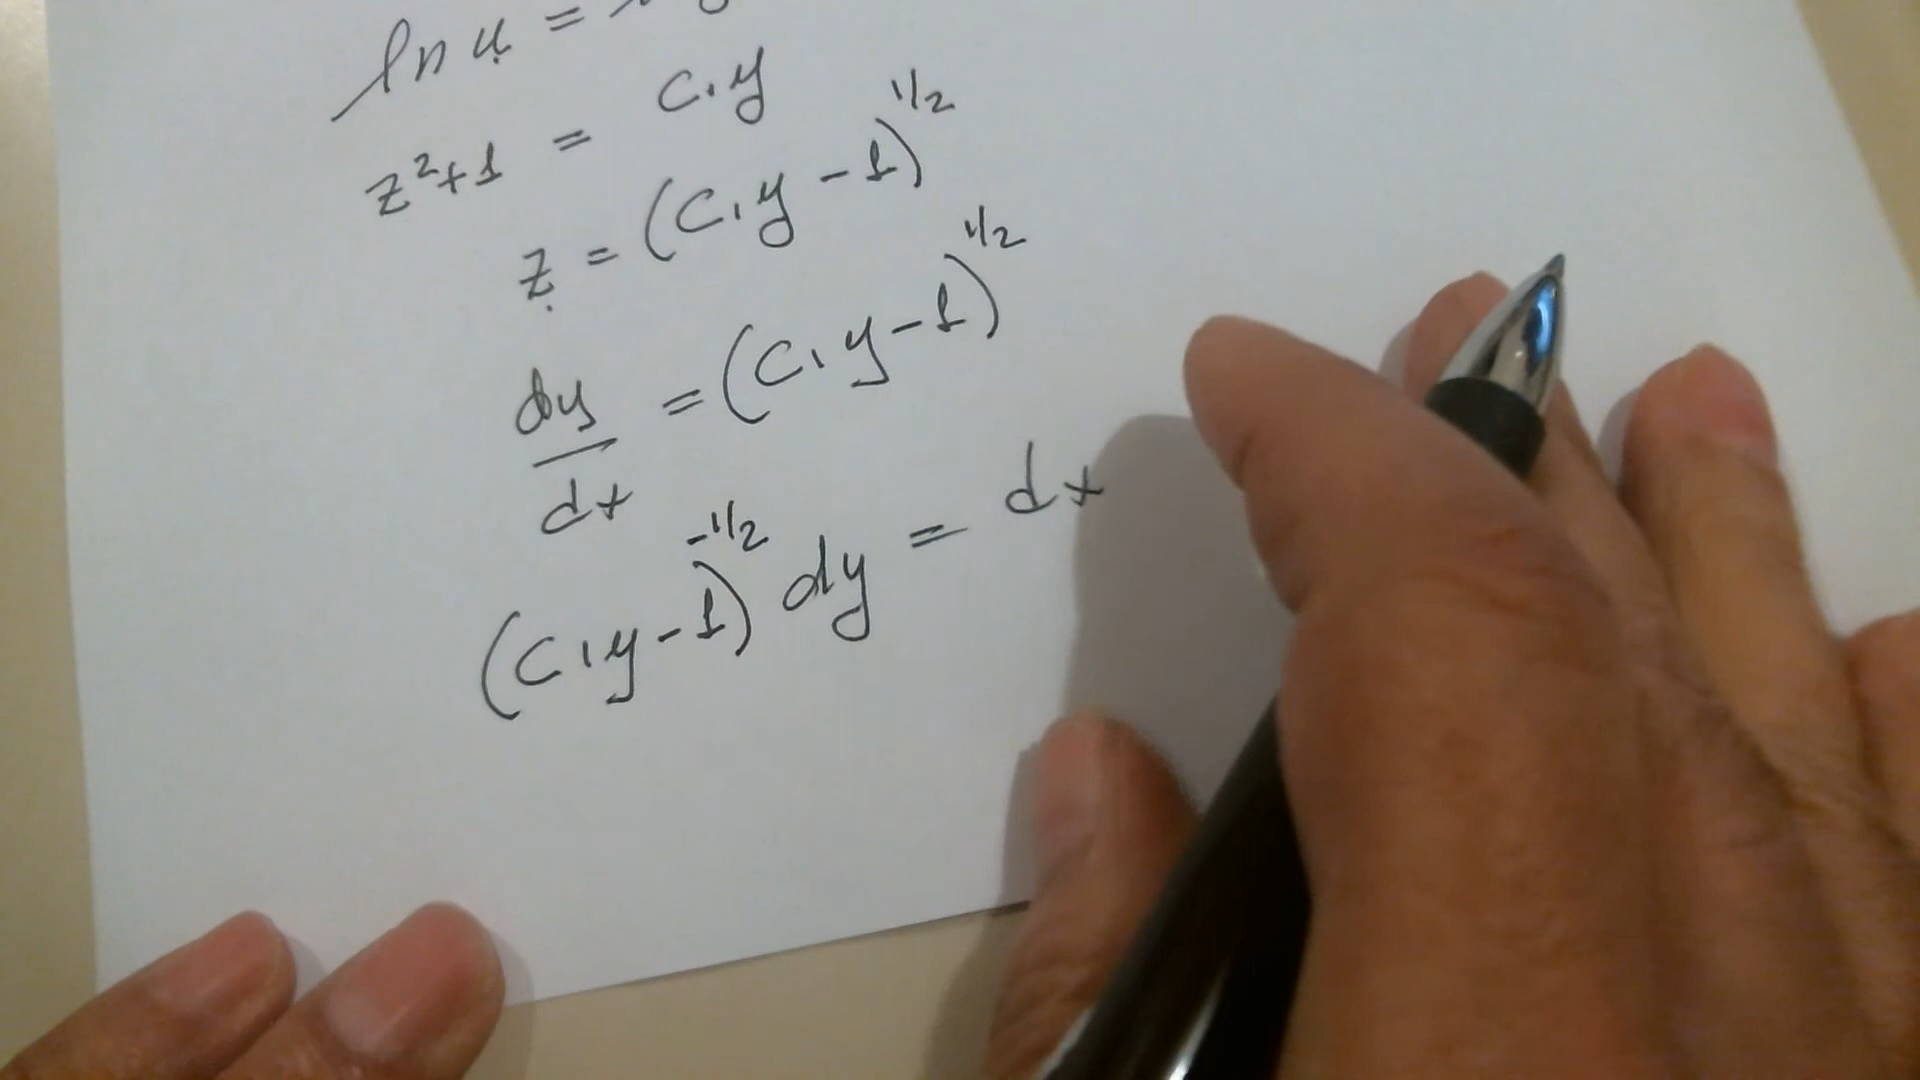 ln u =
z²+1 = c₁y
z = (c₁y - 1)^1/2
dy/dx = (c₁y - 1)^1/2
(c₁y - 1)^-1/2 dy = dx